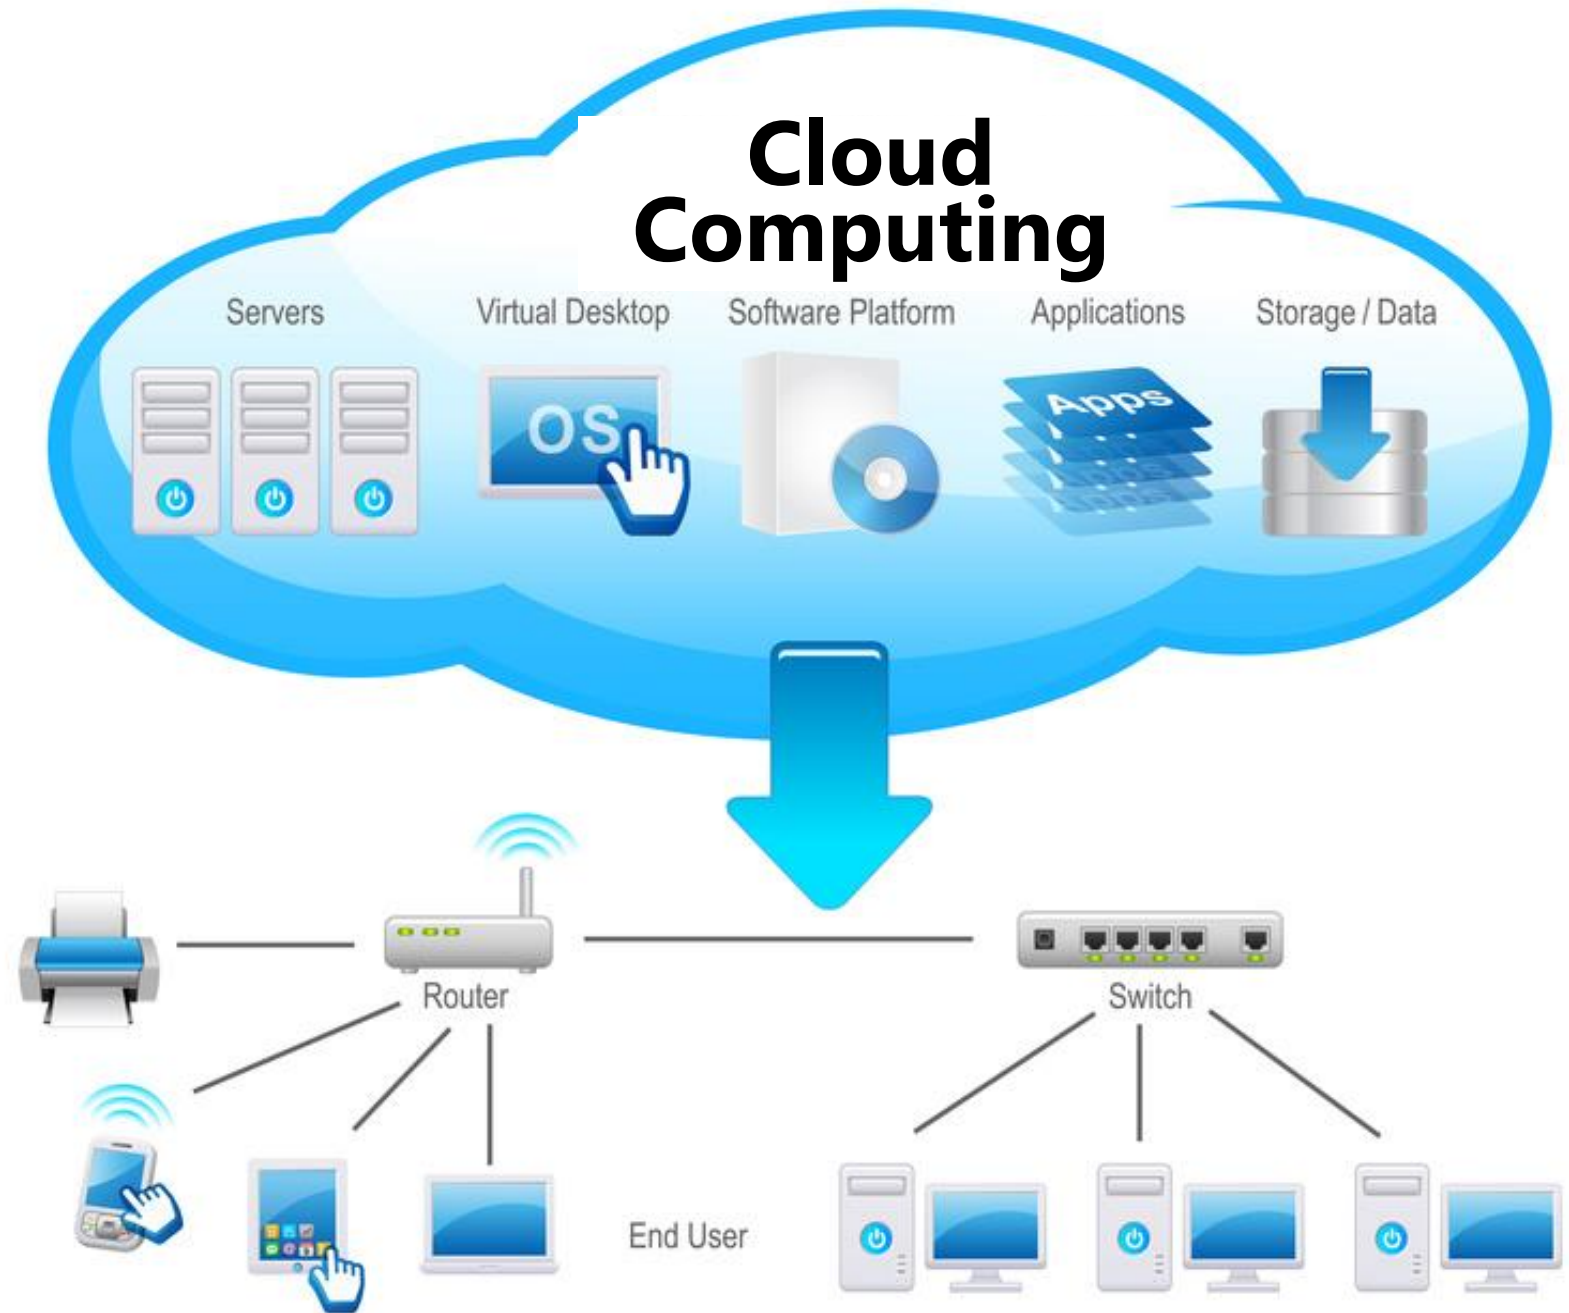 Cloud
Computing
Servers
Virtual Desktop
Software Platform
Applications
Storage / Data
OS
Apps
Router
Switch
End User